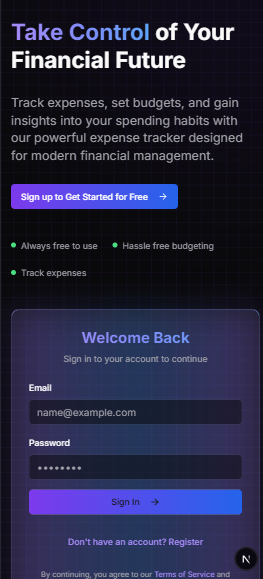 Take Control of Your
Financial Future
Track expenses, set budgets, and gain
insights into your spending habits with
our powerful expense tracker designed
for modern financial management.
Sign up to Get Started for Free →
Always free to use
Hassle free budgeting
Track expenses
Welcome Back
Sign in to your account to continue
Email
name@example.com
Password
••••••••
Sign In →
Don't have an account? Register
N
By continuing, you agree to our Terms of Service and